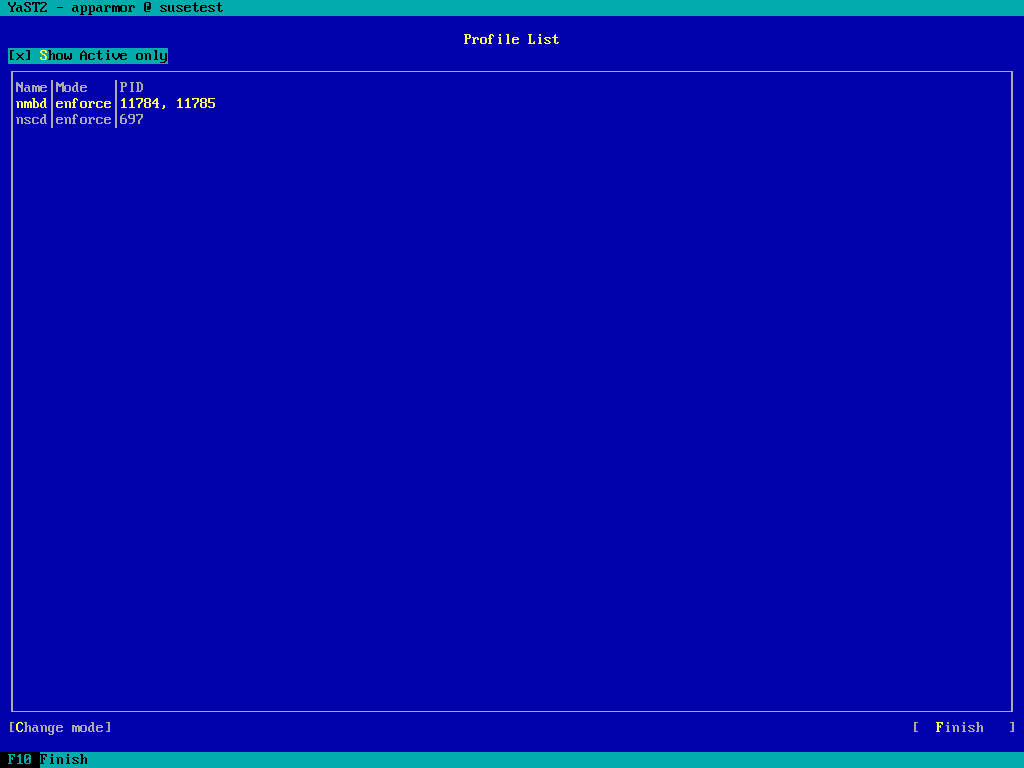 YaST2 - apparmor @ susetest
Profile List
[x] Show Active only
Name|Mode   |PID
nmbd|enforce|11784, 11785
nscd|enforce|697
[Change mode] [  Finish   ]
F10 Finish